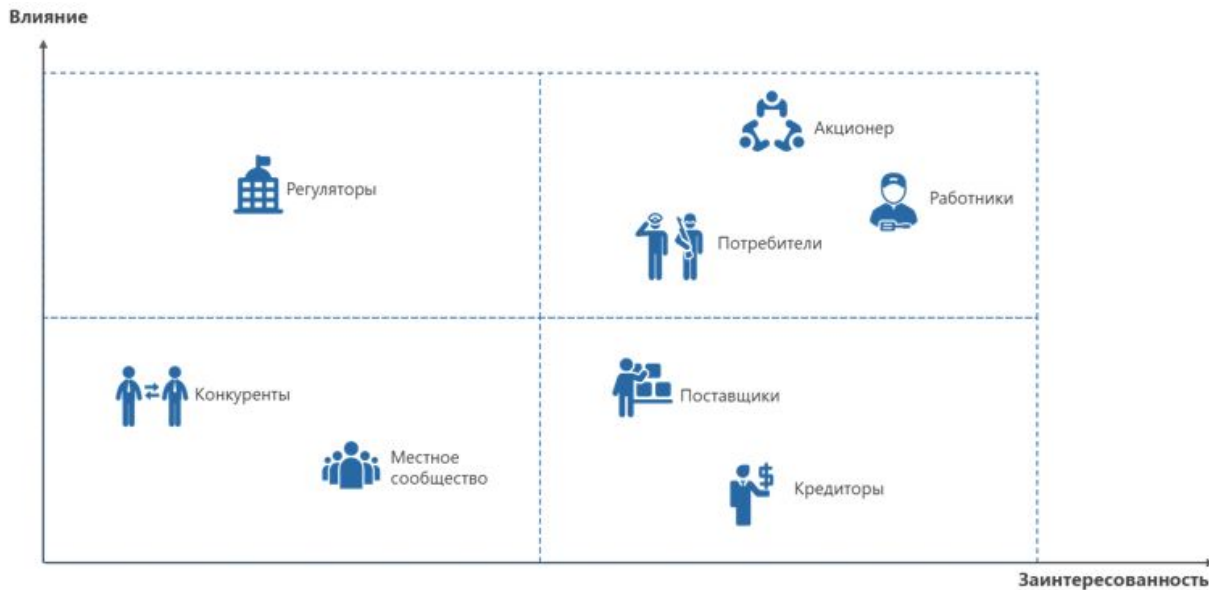 Влияние
Акционер
Регуляторы
Работники
Потребители
Конкуренты
Поставщики
Местное
сообщество
Кредиторы
Заинтересованность